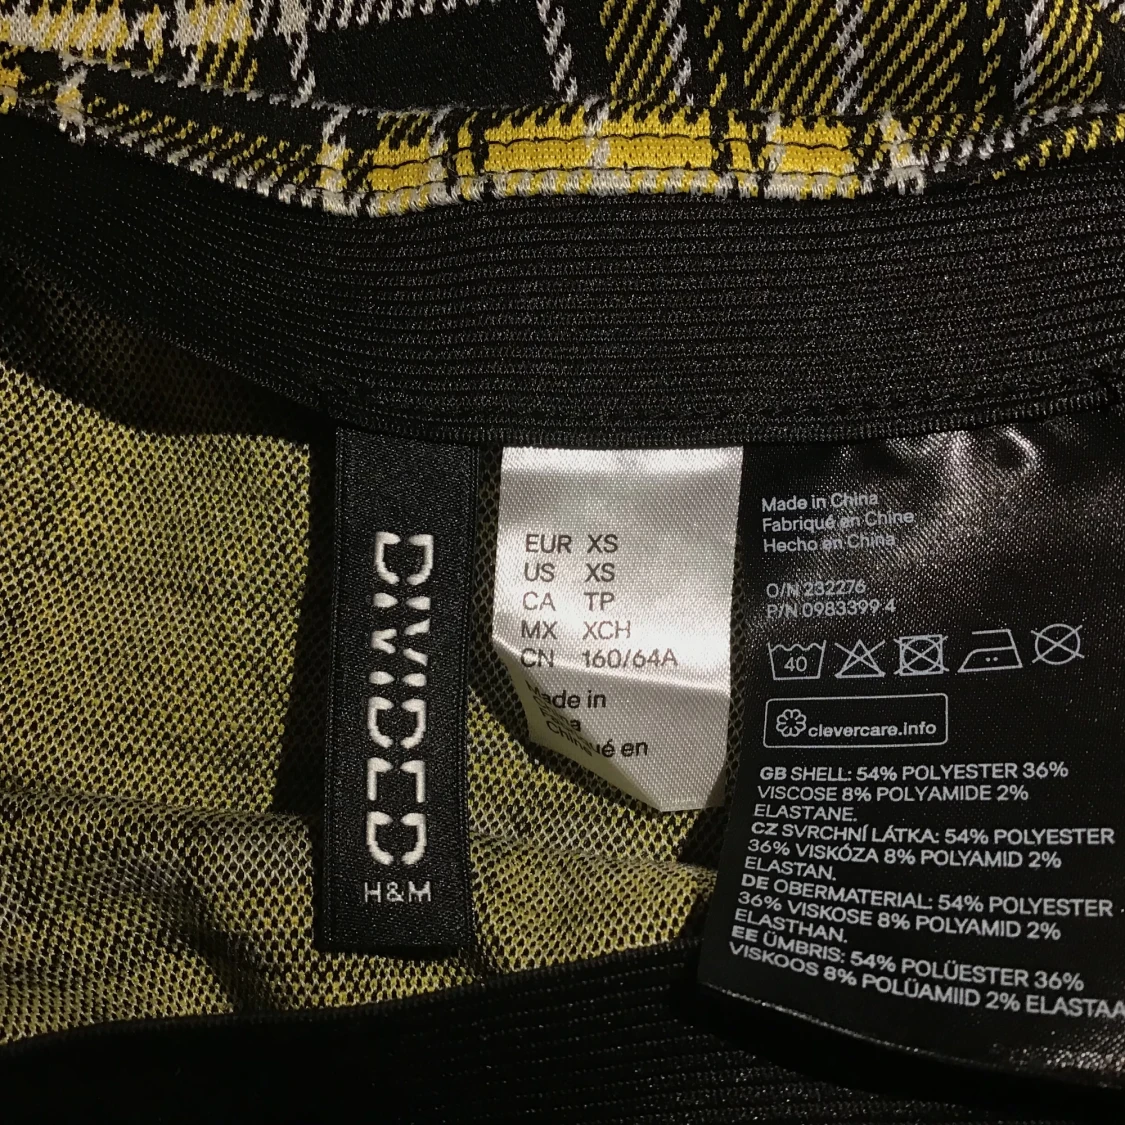 DIVIDED
H&M
EUR XS
US XS
CA TP
MX XCH
CN 160/64A
ade in
é en
Made in China
Fabriqué en Chine
Hecho en China
O/N 232276
P/N 0983399 4
40
clevercare.info
GB SHELL: 54% POLYESTER 36%
VISCOSE 8% POLYAMIDE 2%
ELASTANE.
CZ SVRCHNÍ LÁTKA: 54% POLYESTER
36% VISKÓZA 8% POLYAMID 2%
ELASTAN.
DE OBERMATERIAL: 54% POLYESTER
36% VISKOSE 8% POLYAMID 2%
ELASTHAN.
EE ÜMBRIS: 54% POLÜESTER 36%
VISKOOS 8% POLÜAMIID 2% ELASTAA